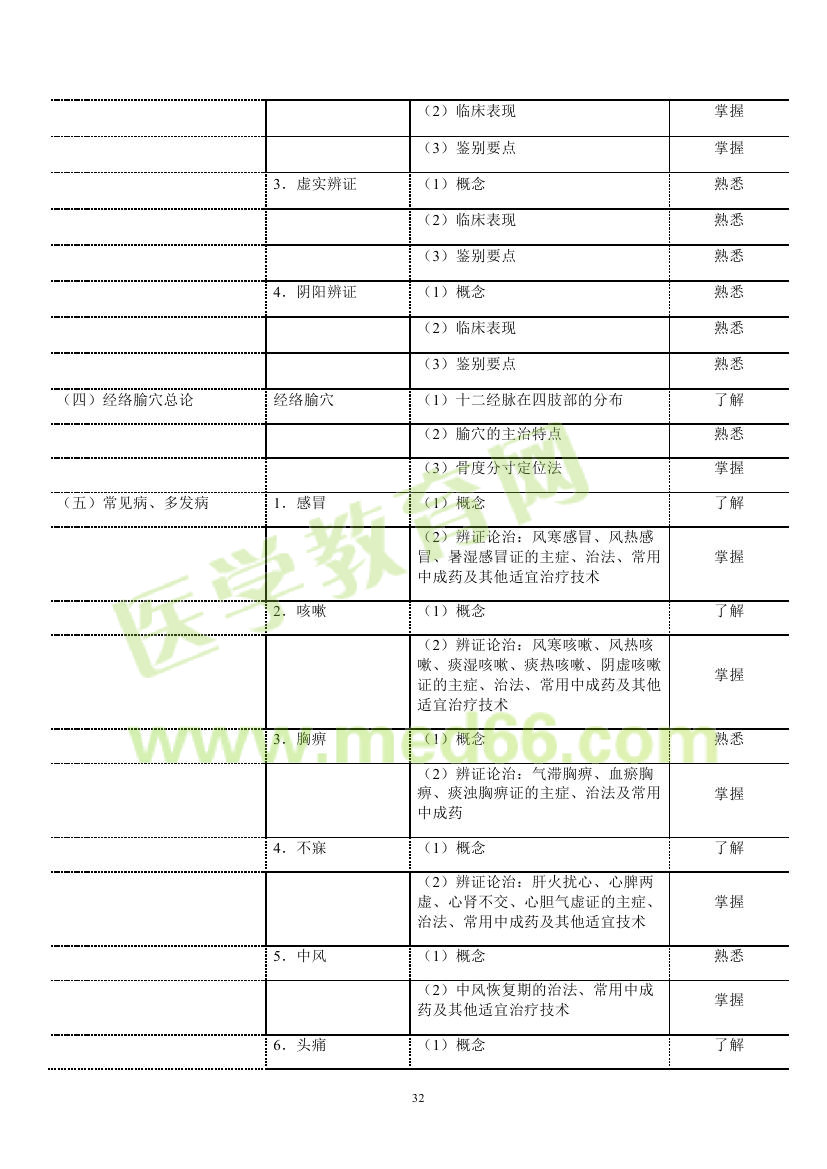 （2）临床表现 掌握
（3）鉴别要点 掌握
3．虚实辨证 （1）概念 熟悉
（2）临床表现 熟悉
（3）鉴别要点 熟悉
4．阴阳辨证 （1）概念 熟悉
（2）临床表现 熟悉
（3）鉴别要点 熟悉
（四）经络腧穴总论 经络腧穴 （1）十二经脉在四肢部的分布 了解
（2）腧穴的主治特点 熟悉
（3）骨度分寸定位法 掌握
（五）常见病、多发病 1．感冒 （1）概念 了解
（2）辨证论治：风寒感冒、风热感
冒、暑湿感冒证的主症、治法、常用 掌握
中成药及其他适宜治疗技术
2．咳嗽 （1）概念 了解
（2）辨证论治：风寒咳嗽、风热咳
嗽、痰湿咳嗽、痰热咳嗽、阴虚咳嗽
证的主症、治法、常用中成药及其他 掌握
适宜治疗技术
3．胸痹 （1）概念 熟悉
（2）辨证论治：气滞胸痹、血瘀胸
痹、痰浊胸痹证的主症、治法及常用 掌握
中成药
4．不寐 （1）概念 了解
（2）辨证论治：肝火扰心、心脾两
虚、心肾不交、心胆气虚证的主症、 掌握
治法、常用中成药及其他适宜技术
5．中风 （1）概念 熟悉
（2）中风恢复期的治法、常用中成 掌握
药及其他适宜治疗技术
6．头痛 （1）概念 了解
32
医学教育网
www.med66.com